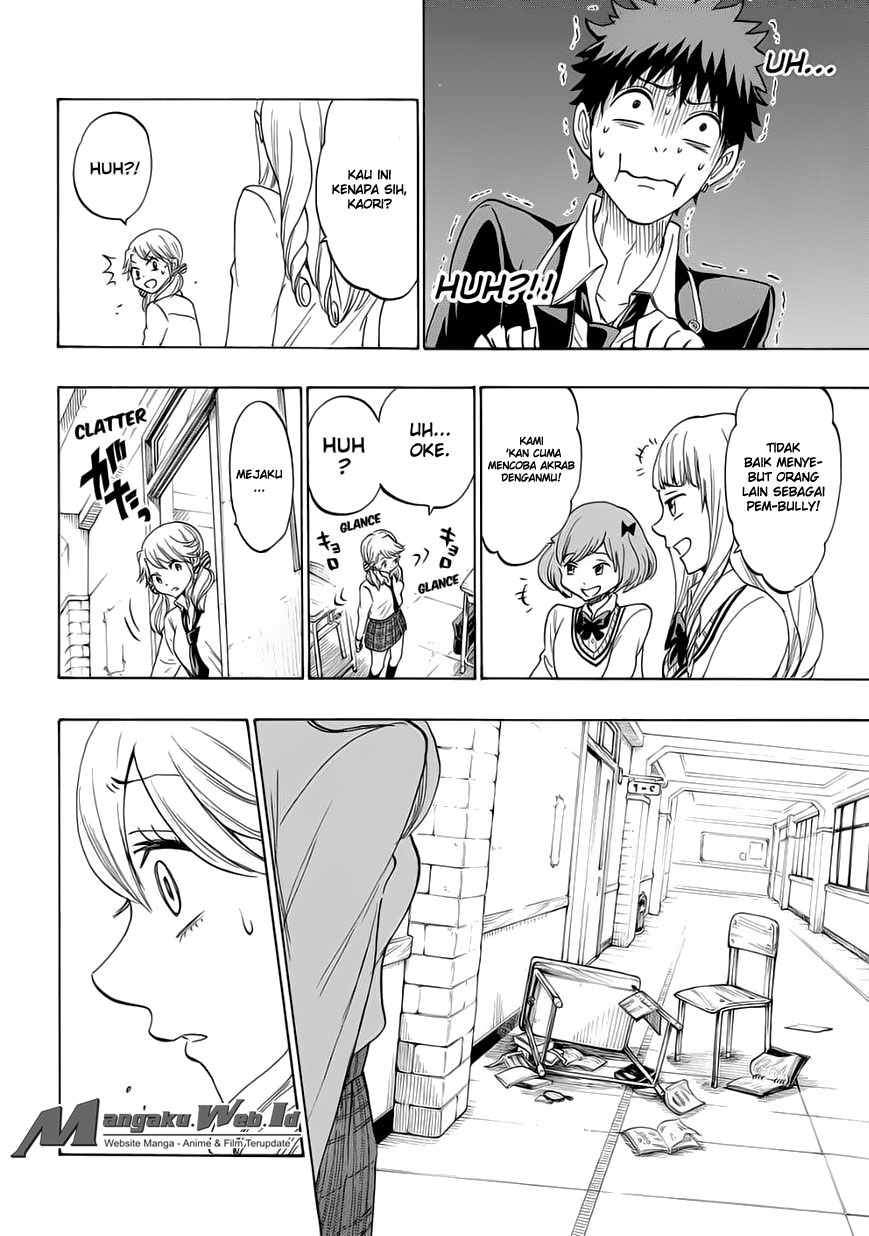 UH...
HUH?!!
KAU INI
KENAPA SIH,
KAORI?
HUH?!
TIDAK
BAIK MENYE-
BUT ORANG
LAIN SEBAGAI
PEM-BULLY!
KAMI
'KAN CUMA
MENCOBA AKRAB
DENGANMU!
UH...
OKE.
HUH
?
GLANCE
キョロ
キョロ
GLANCE
MEJAKU
...
CLATTER
ガタっ
Mangaku.Web.Id
Website Manga - Anime & Film Terupdate